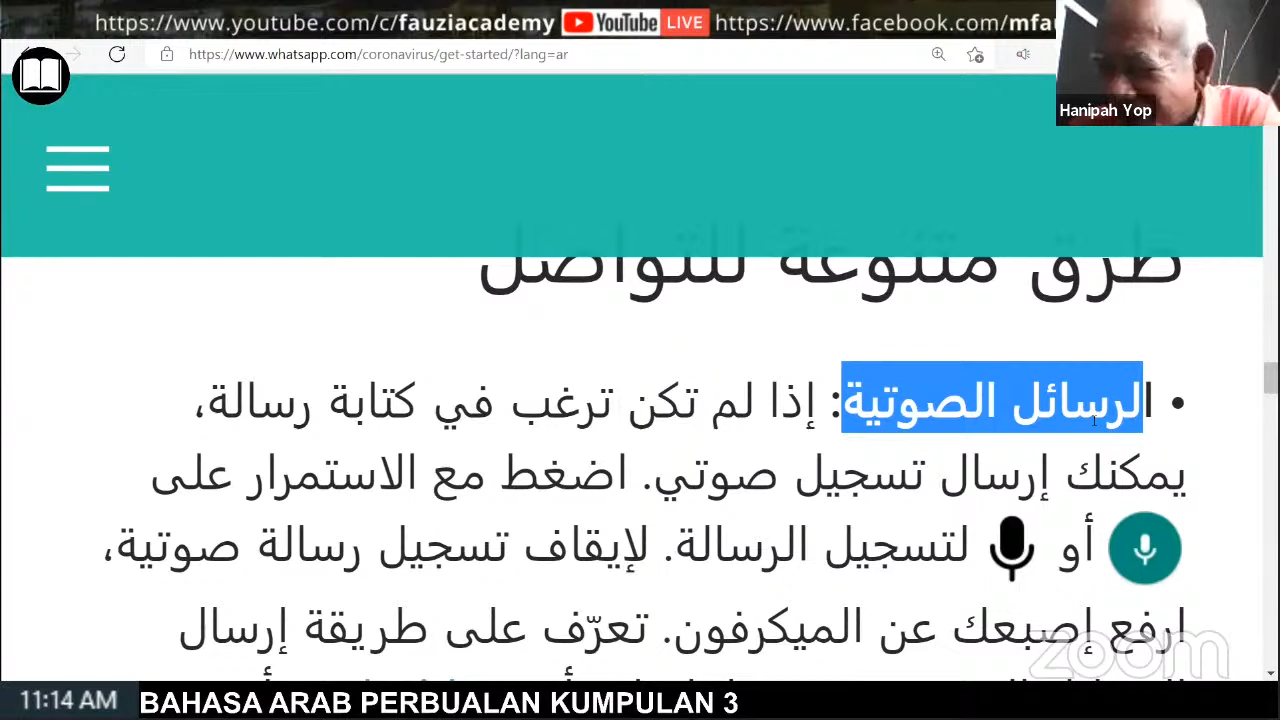 https://www.youtube.com/c/fauziacademy YouTube LIVE https://www.facebook.com/mfau
https://www.whatsapp.com/coronavirus/get-started/?lang=ar
Hanipah Yop
طرق متنوعة للتواصل
• الرسائل الصوتية: إذا لم تكن ترغب في كتابة رسالة،
يمكنك إرسال تسجيل صوتي. اضغط مع الاستمرار على
أو لتسجيل الرسالة. لإيقاف تسجيل رسالة صوتية،
ارفع إصبعك عن الميكرفون. تعرّف على طريقة إرسال
zoom
11:14 AM BAHASA ARAB PERBUALAN KUMPULAN 3